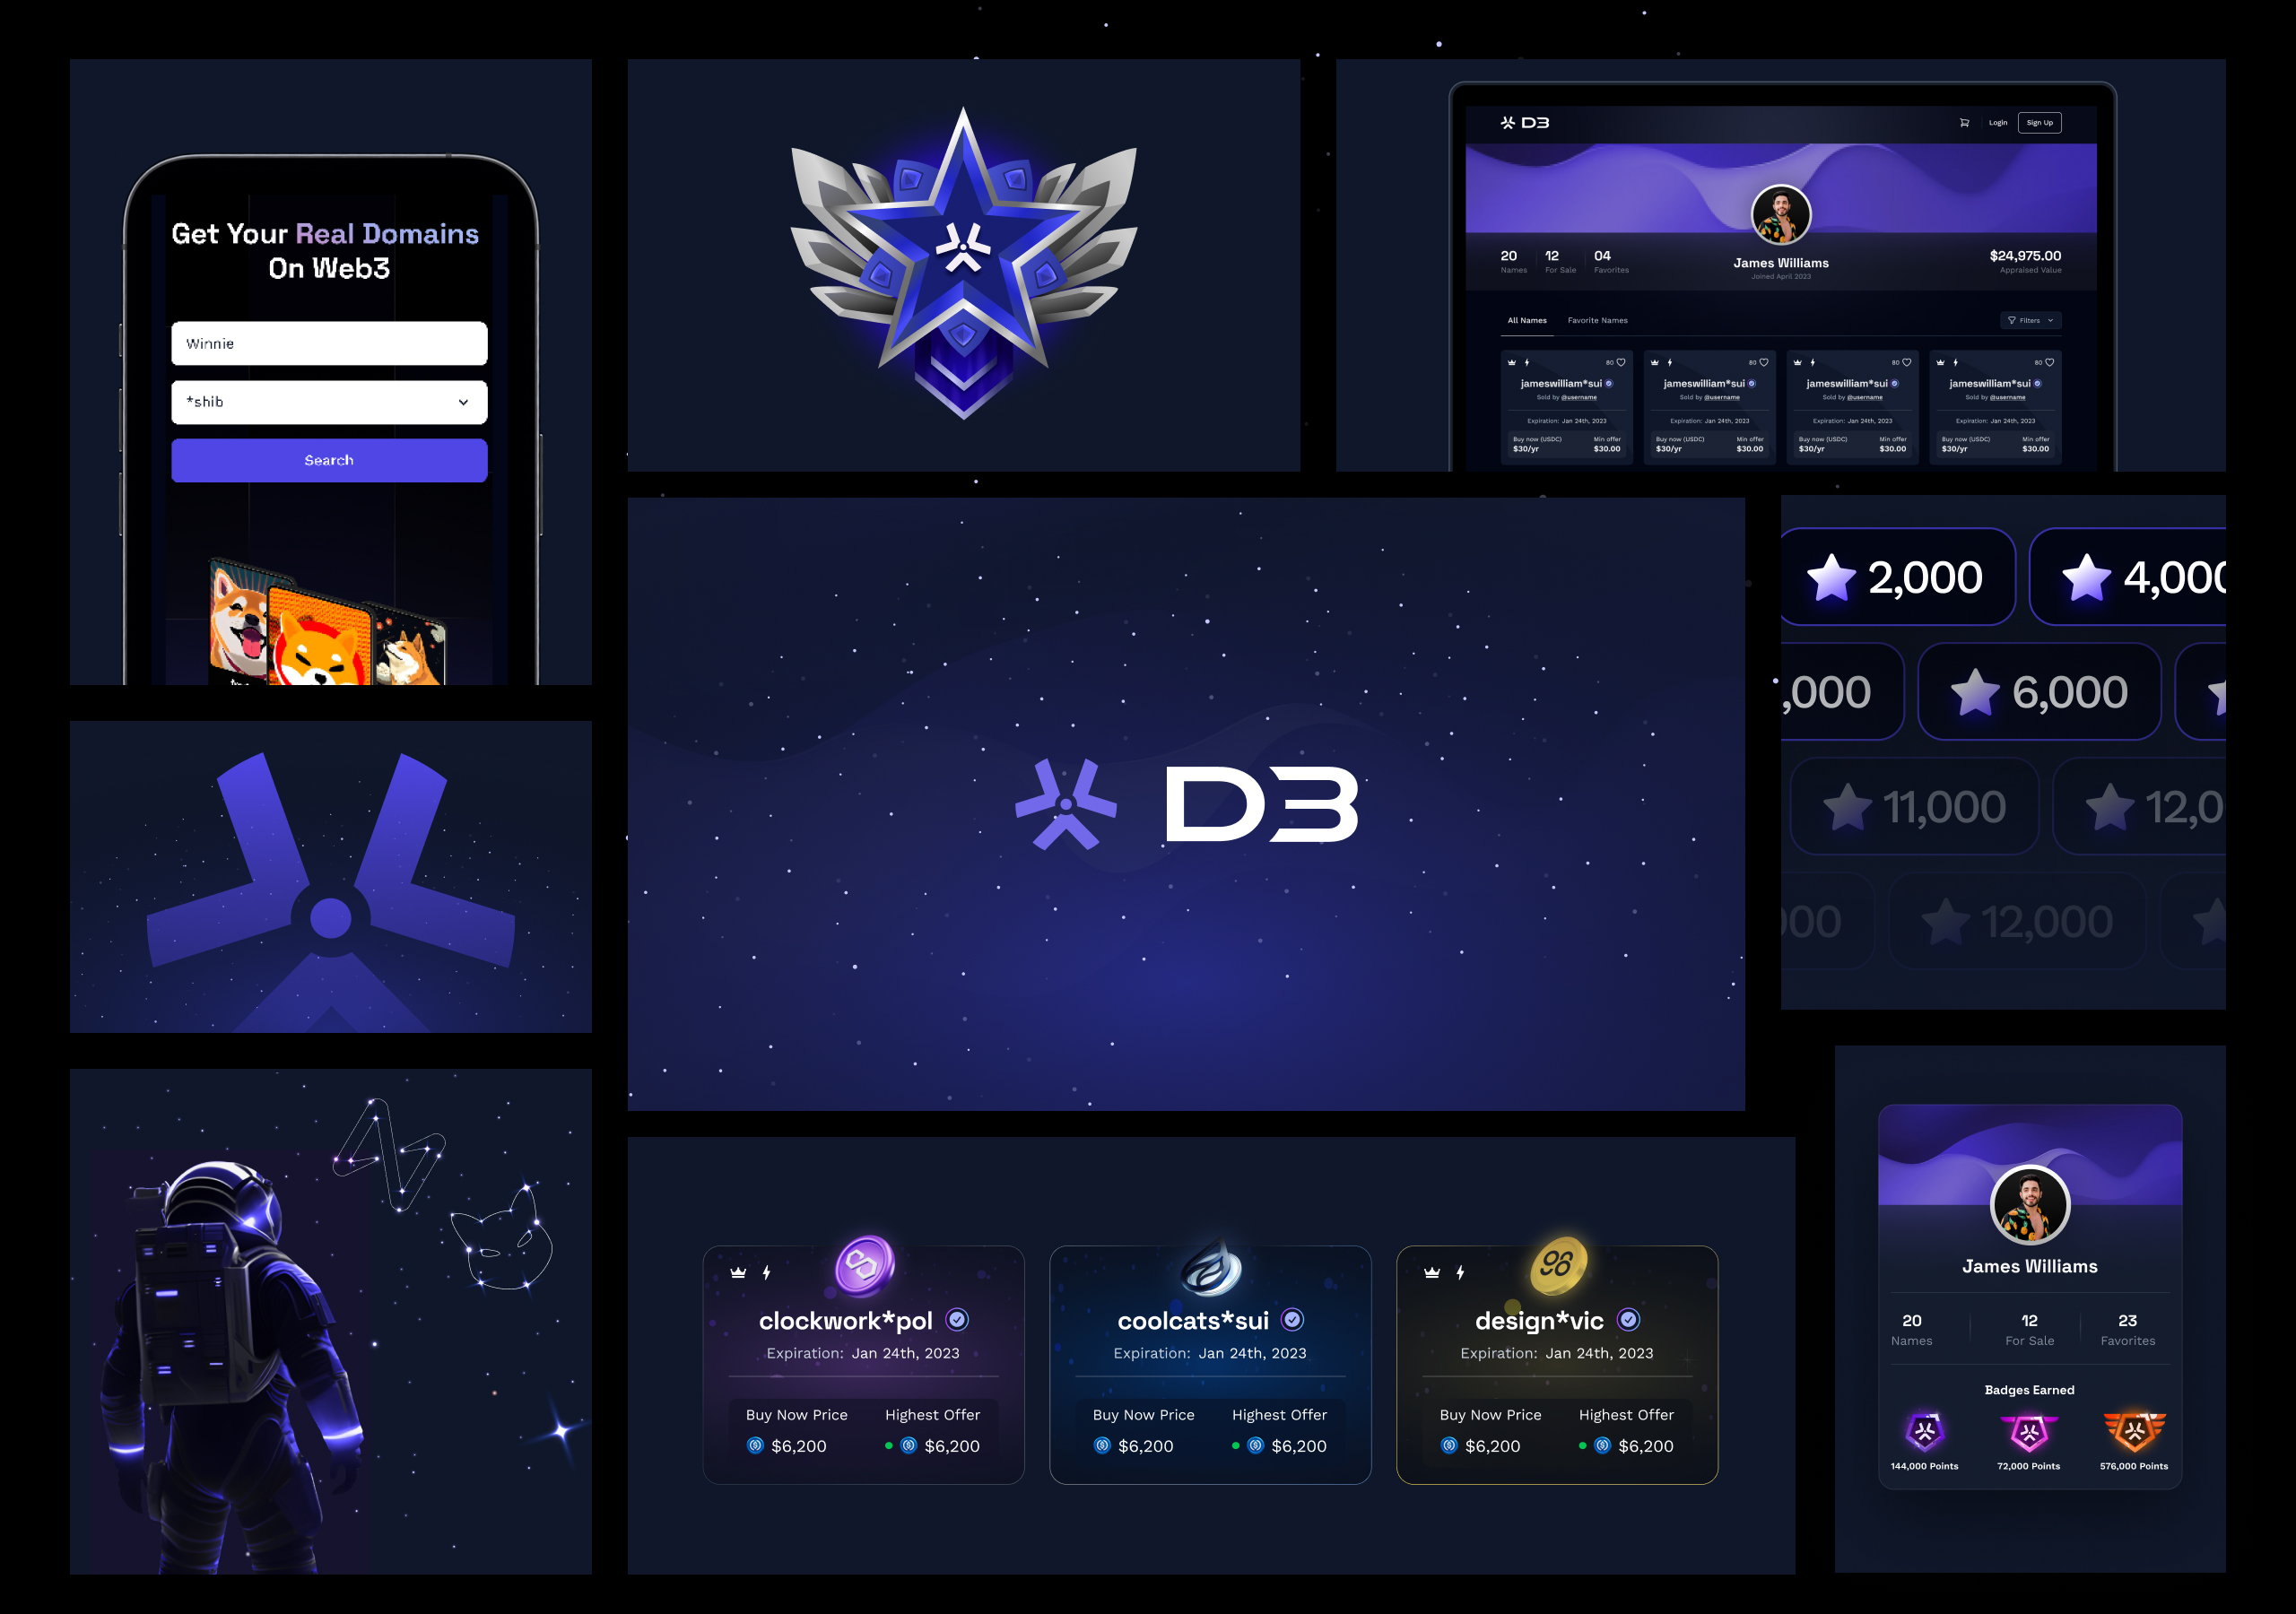 Get Your Real Domains
On Web3
Winnie
*shib
Search
D3
Login
Sign Up
20
Names
12
For Sale
04
Favorites
James Williams
Joined April 2023
$24,975.00
Appraised Value
All Names
Favorite Names
Filters
80
jameswilliam*sui
Sold by @username
Expiration: Jan 24th, 2023
Buy now (USDC)
Min offer
$30/yr
$30.00
80
jameswilliam*sui
Sold by @username
Expiration: Jan 24th, 2023
Buy now (USDC)
Min offer
$30/yr
$30.00
80
jameswilliam*sui
Sold by @username
Expiration: Jan 24th, 2023
Buy now (USDC)
Min offer
$30/yr
$30.00
80
jameswilliam*sui
Sold by @username
Expiration: Jan 24th, 2023
Buy now (USDC)
Min offer
$30/yr
$30.00
D3
2,000
4,000
,000
6,000
11,000
12,0
000
12,000
clockwork*pol
Expiration: Jan 24th, 2023
Buy Now Price
Highest Offer
$6,200
$6,200
coolcats*sui
Expiration: Jan 24th, 2023
Buy Now Price
Highest Offer
$6,200
$6,200
design*vic
Expiration: Jan 24th, 2023
Buy Now Price
Highest Offer
$6,200
$6,200
James Williams
20
Names
12
For Sale
23
Favorites
Badges Earned
144,000 Points
72,000 Points
576,000 Points